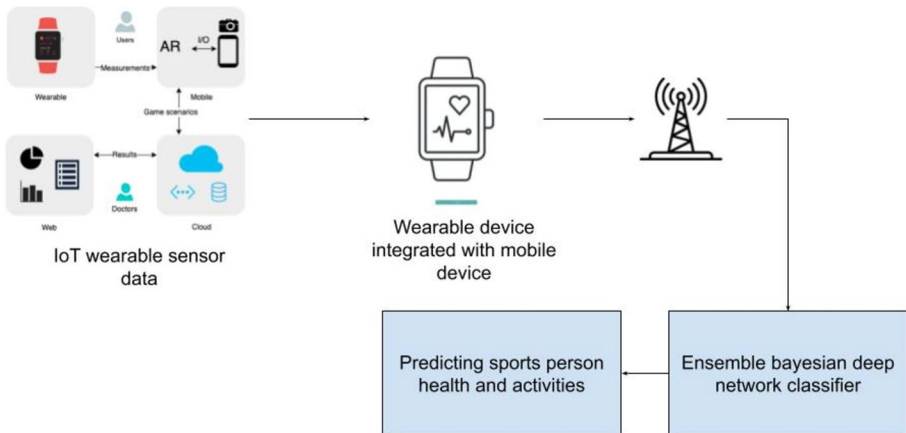 Users
AR
I/O
Measurements
Wearable
Mobile
Game scenarios
Results
Doctors
Web
Cloud
IoT wearable sensor
data
Wearable device
integrated with mobile
device
Predicting sports person
health and activities
Ensemble bayesian deep
network classifier